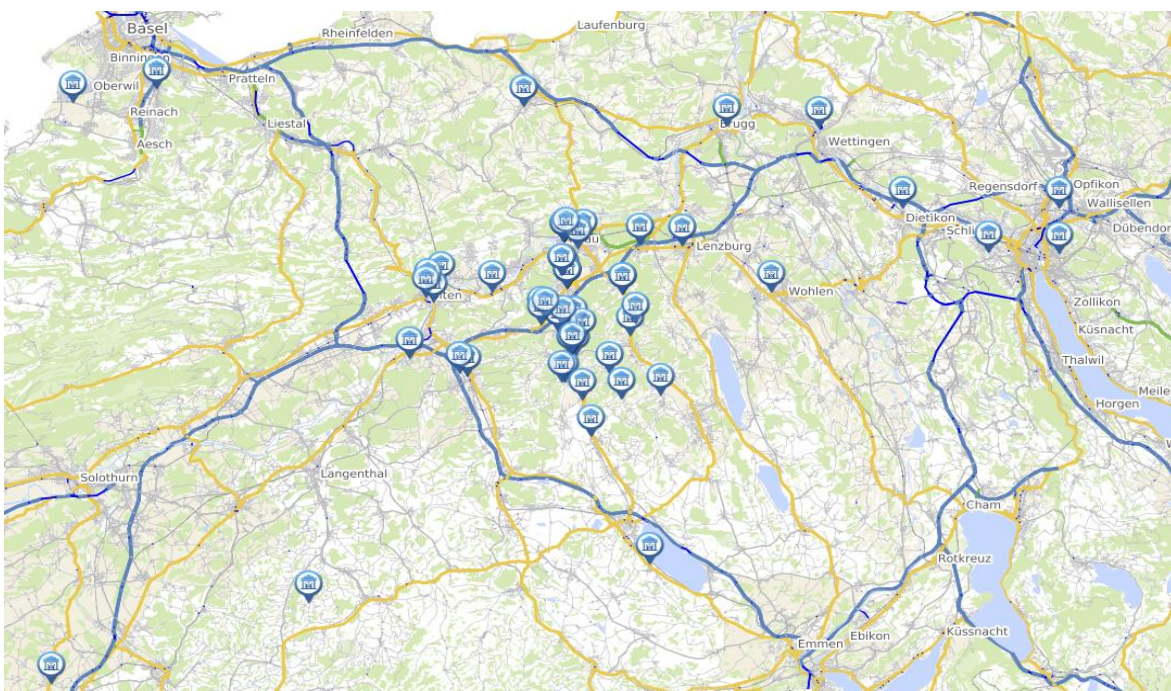 Basel
Laufenburg
Rheinfelden
Binningen
Oberwil
Pratteln
Reinach
Liestal
Aesch
Brugg
Wettingen
Regensdorf
Opfikon
Wallisellen
Dietikon
Dübendorf
Lenzburg
Wohlen
Zollikon
Küsnacht
Thalwil
Horgen
Solothurn
Langenthal
Cham
Rotkreuz
Emmen
Ebikon
Küssnacht